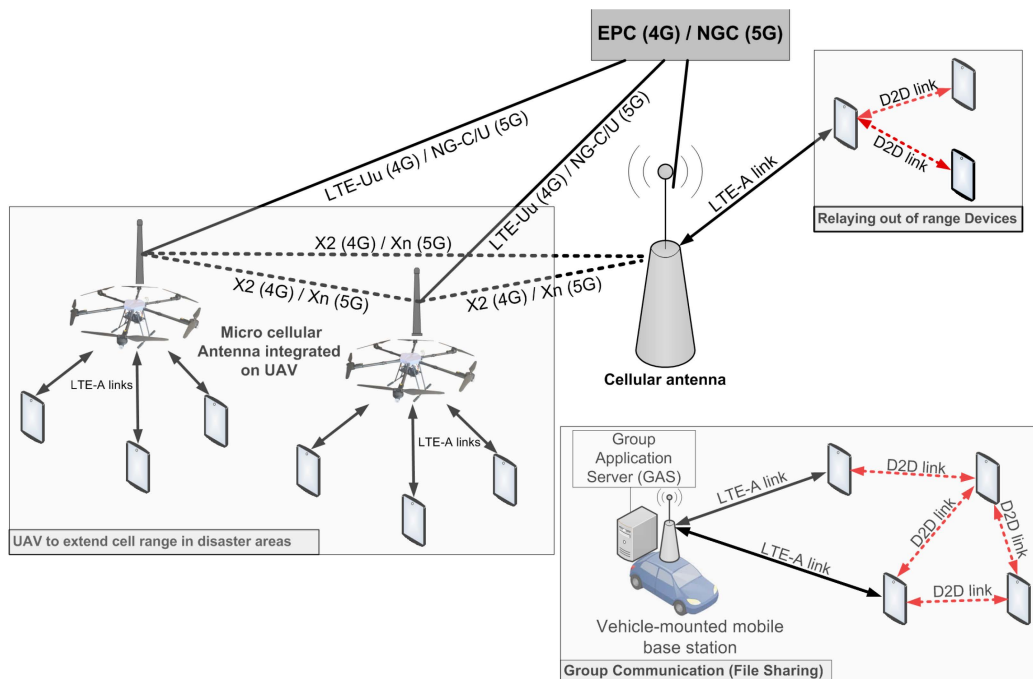 EPC (4G) / NGC (5G)
LTE-Uu (4G) / NG-C/U (5G)
LTE-Uu (4G) / NG-C/U (5G)
LTE-A link
D2D link
D2D link
Relaying out of range Devices
X2 (4G) / Xn (5G)
X2 (4G) / Xn (5G)
X2 (4G) / Xn (5G)
Micro cellular
Antenna integrated
on UAV
LTE-A links
LTE-A links
UAV to extend cell range in disaster areas
Cellular antenna
Group
Application
Server (GAS)
LTE-A link
LTE-A link
D2D link
D2D link
D2D link
D2D link
Vehicle-mounted mobile
base station
Group Communication (File Sharing)